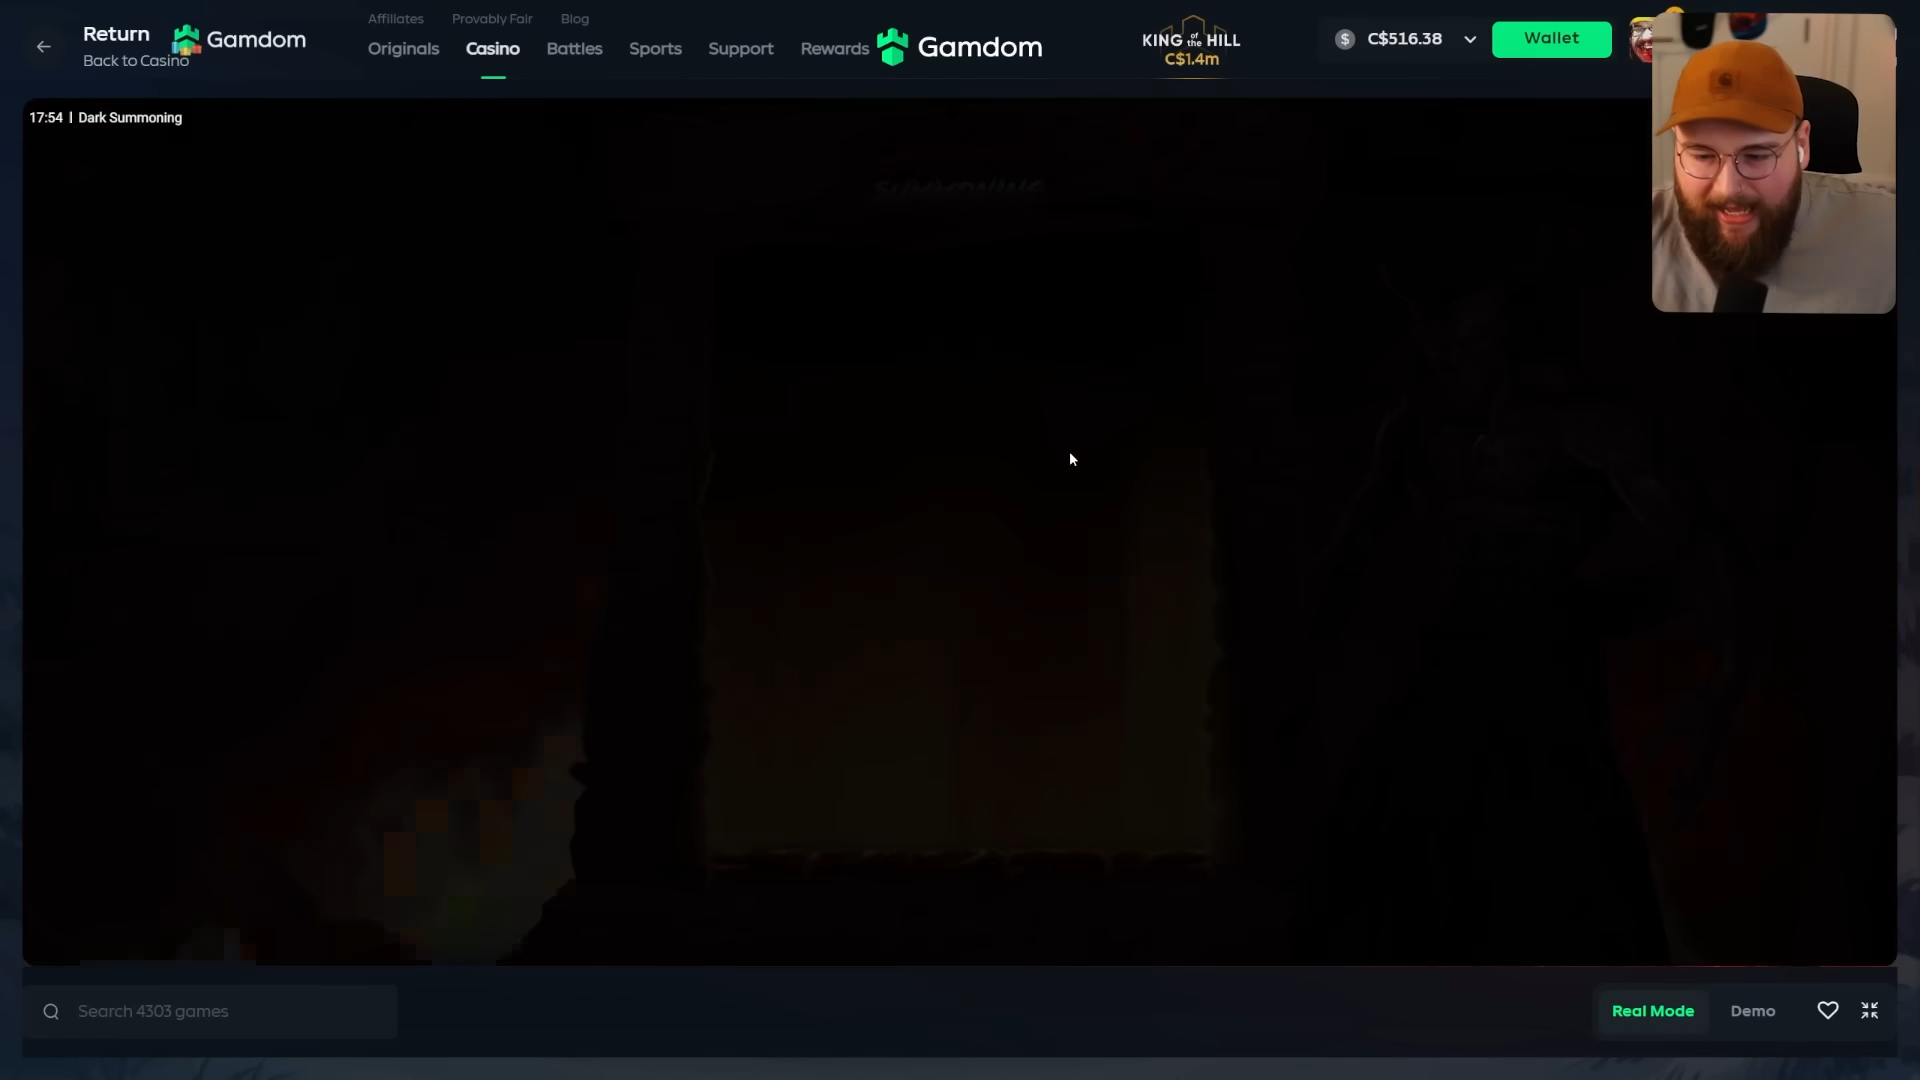 Affiliates Provably Fair Blog
Return
Back to Casino
Gamdom
Originals Casino Battles Sports Support Rewards
Gamdom
KING of the HILL
C$1.4m
$ C$516.38
Wallet
17:54 | Dark Summoning
SUMMONING
Search 4303 games
Real Mode
Demo